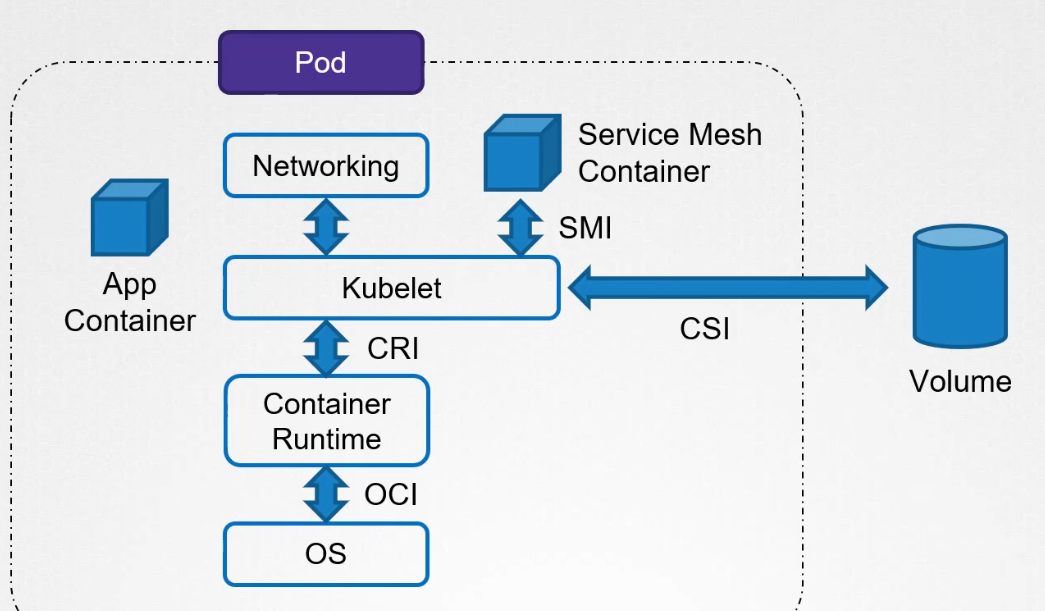 Pod
Networking
Service Mesh
Container
SMI
App
Container
Kubelet
CSI
Volume
CRI
Container
Runtime
OCI
OS